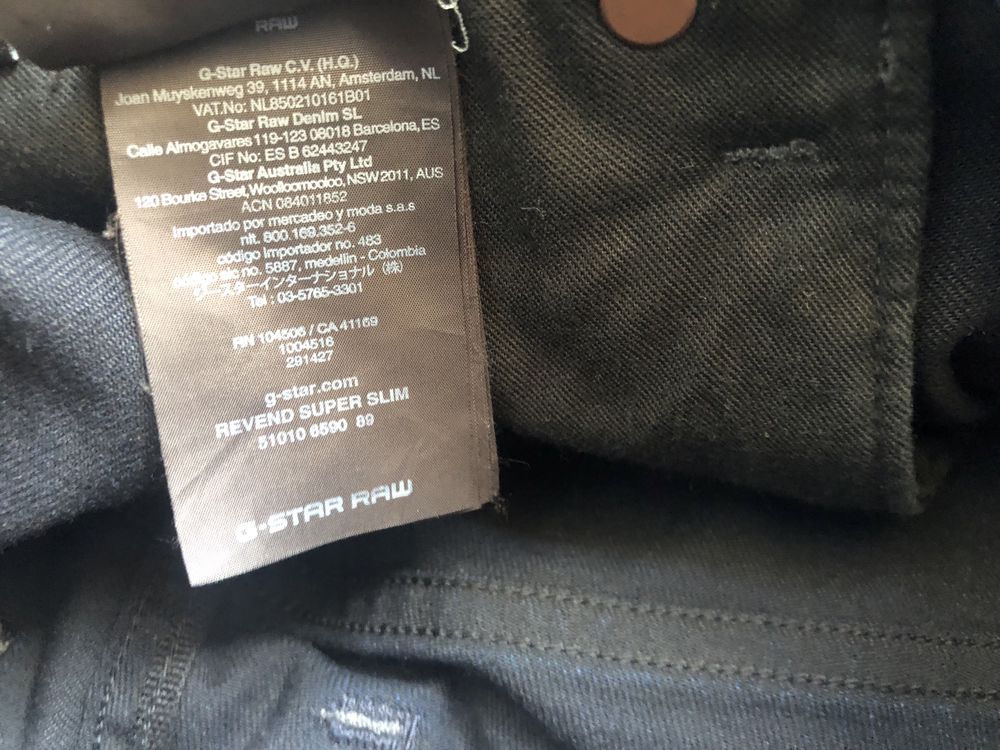 RAW
G-Star Raw C.V. (H.Q.)
Joan Muyskenweg 39, 1114 AN, Amsterdam, NL
VAT.No: NL850210161B01
G-Star Raw Denim SL
Calle Almogavares 119-123 08018 Barcelona, ES
CIF No: ES B 62443247
G-Star Australia Pty Ltd
120 Bourke Street, Woolloomooloo, NSW 2011, AUS
ACN 084011852
Importado por mercadeo y moda s.a.s
nit. 800.169.352-6
código importador no. 483
código sic no. 5887, medellin - Colombia
ジースターインターナショナル (株)
Tel : 03-5765-3301
RN 104506 / CA 41169
1004516
291427
g-star.com
REVEND SUPER SLIM
51010 6590 89
G-STAR RAW